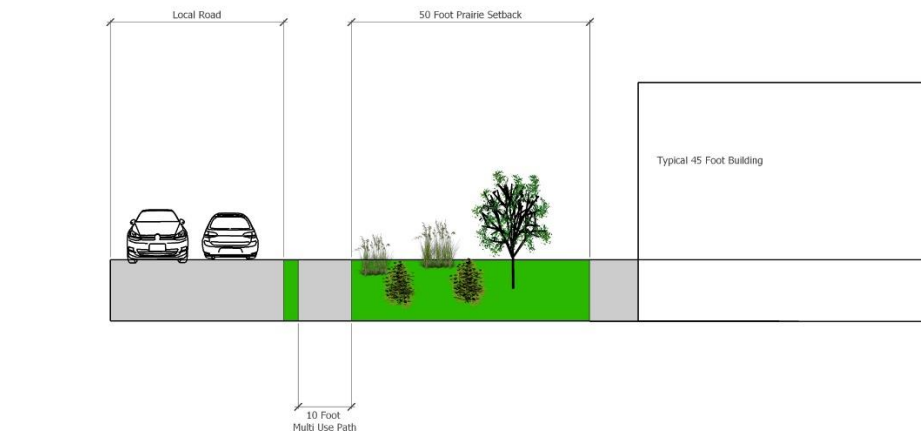 Local Road
50 Foot Prairie Setback
Typical 45 Foot Building
10 Foot
Multi Use Path